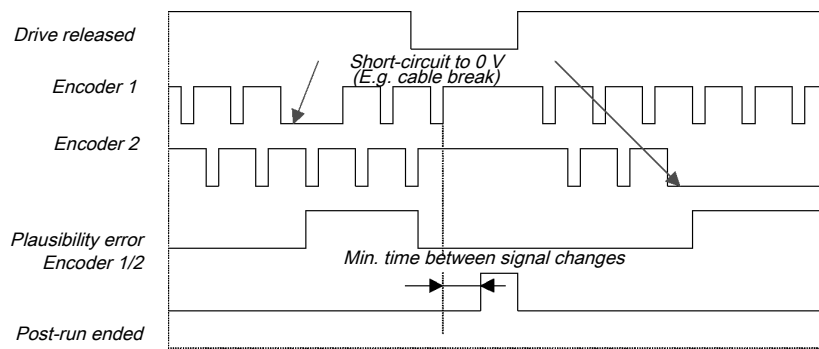 Drive released
Short-circuit to 0 V
(E.g. cable break)
Encoder 1
Encoder 2
Plausibility error
Encoder 1/2
Min. time between signal changes
Post-run ended